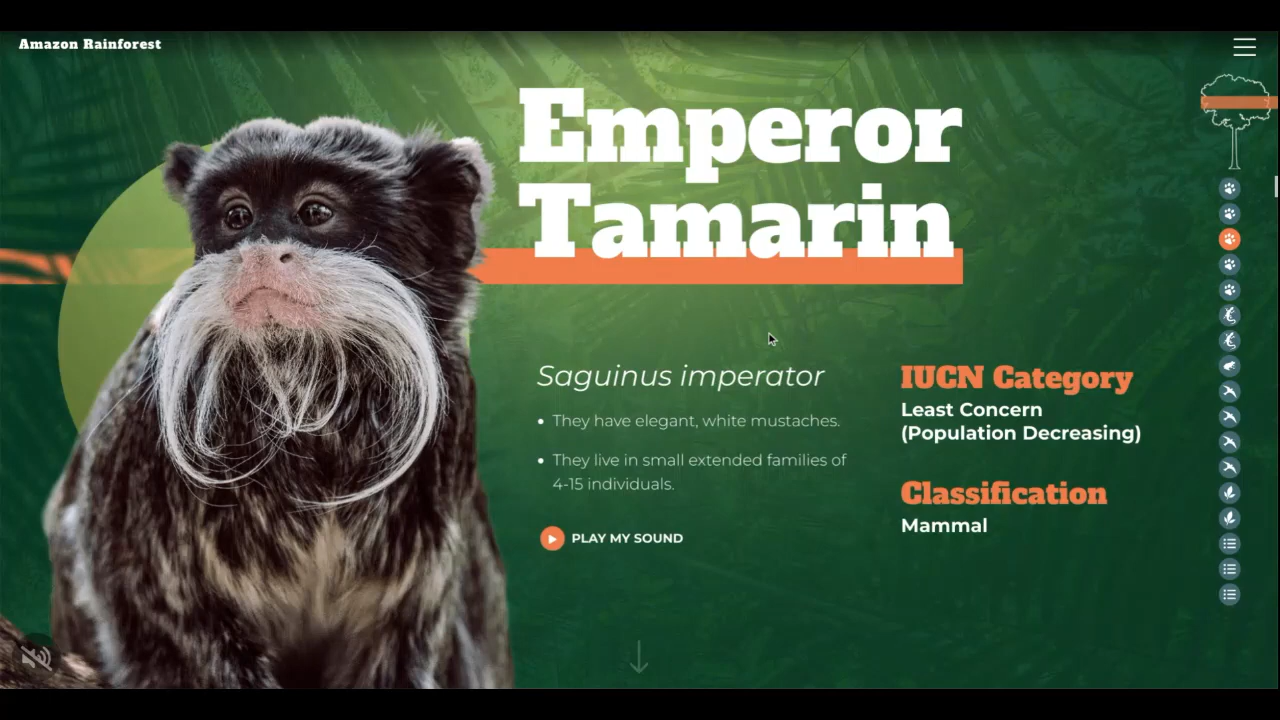 Amazon Rainforest
Emperor
Tamarin
Saguinus imperator
• They have elegant, white mustaches.
• They live in small extended families of
4-15 individuals.
PLAY MY SOUND
IUCN Category
Least Concern
(Population Decreasing)
Classification
Mammal